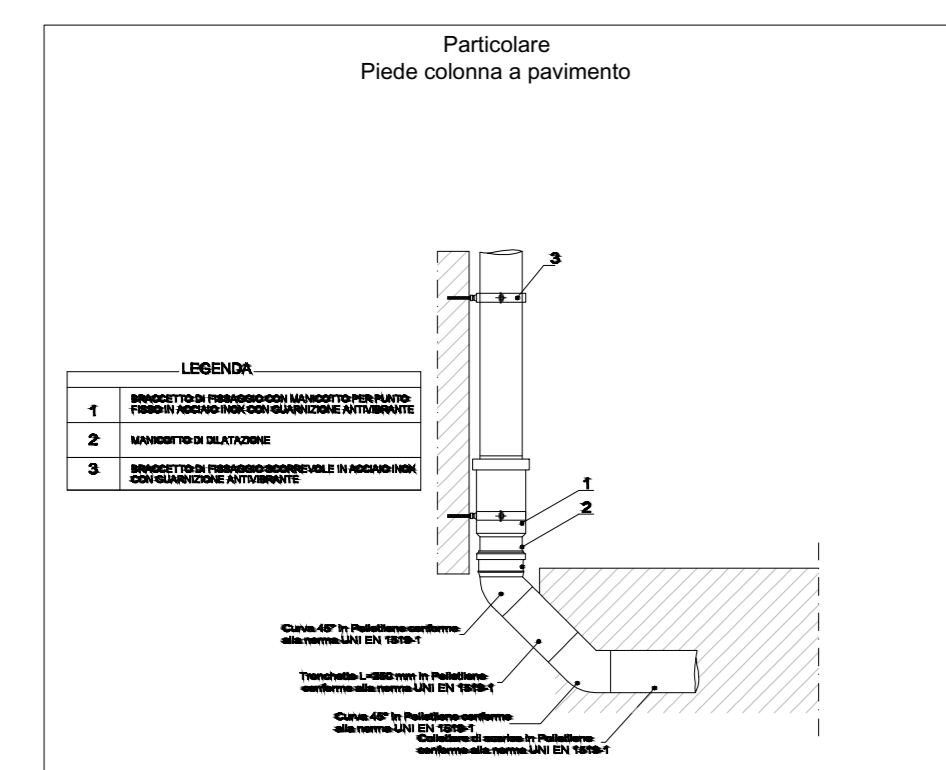 Particolare
Piede colonna a pavimento
3
LEGENDA
1
BRACCETTO DI FISSAGGIO CON MANICOTTO PER PUNTO
FISSO IN ACCIAIO INOX CON GUARNIZIONE ANTIVIBRANTE
2
MANICOTTO DI DILATAZIONE
3
BRACCETTO DI FISSAGGIO SCORREVOLE IN ACCIAIO INOX
CON GUARNIZIONE ANTIVIBRANTE
1
2
Curva 45° in Polietilene conforme
alla norma UNI EN 1519-1
Tronchetto L=250 mm in Polietilene
conforme alla norma UNI EN 1519-1
Curva 45° in Polietilene conforme
alla norma UNI EN 1519-1
Collettore di scarico in Polietilene
conforme alla norma UNI EN 1519-1